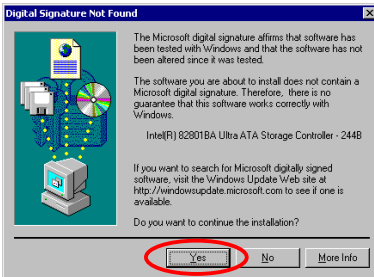 Digital Signature Not Found
The Microsoft digital signature affirms that software has
been tested with Windows and that the software has not
been altered since it was tested.
The software you are about to install does not contain a
Microsoft digital signature. Therefore, there is no
guarantee that this software works correctly with
Windows.
Intel(R) 82801BA Ultra ATA Storage Controller - 244B
If you want to search for Microsoft digitally signed
software, visit the Windows Update Web site at
http://windowsupdate.microsoft.com to see if one is
available.
Do you want to continue the installation?
Yes No More Info